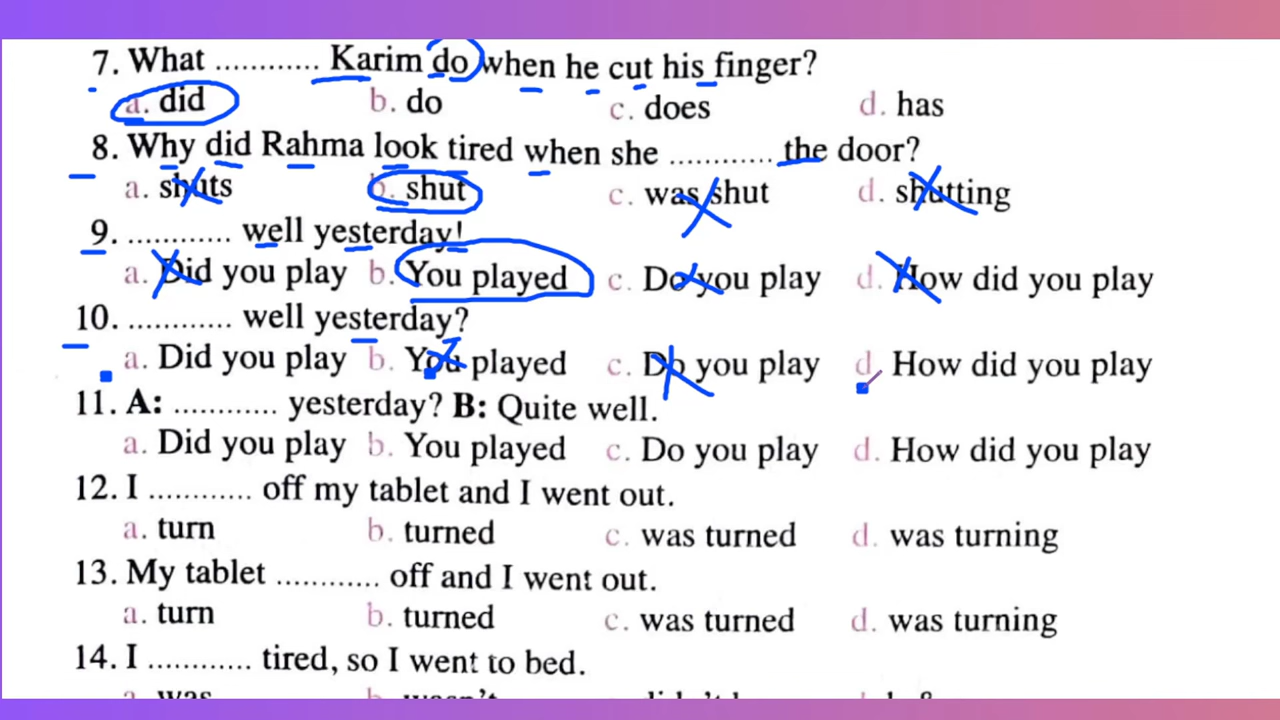 7. What ............ Karim do when he cut his finger?
a. did b. do c. does d. has
8. Why did Rahma look tired when she ............ the door?
a. shuts b. shut c. was shut d. shutting
9. ............ well yesterday!
a. Did you play b. You played c. Do you play d. How did you play
10. ............ well yesterday?
a. Did you play b. You played c. Do you play d. How did you play
11. A: ............ yesterday? B: Quite well.
a. Did you play b. You played c. Do you play d. How did you play
12. I ............ off my tablet and I went out.
a. turn b. turned c. was turned d. was turning
13. My tablet ............ off and I went out.
a. turn b. turned c. was turned d. was turning
14. I ............ tired, so I went to bed.
a. was b. wasn't